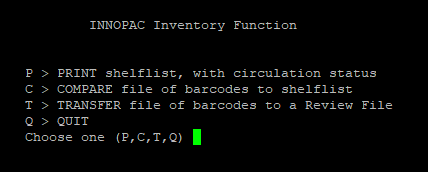 INNOPAC Inventory Function
P > PRINT shelflist, with circulation status
C > COMPARE file of barcodes to shelflist
T > TRANSFER file of barcodes to a Review File
Q > QUIT
Choose one (P,C,T,Q)